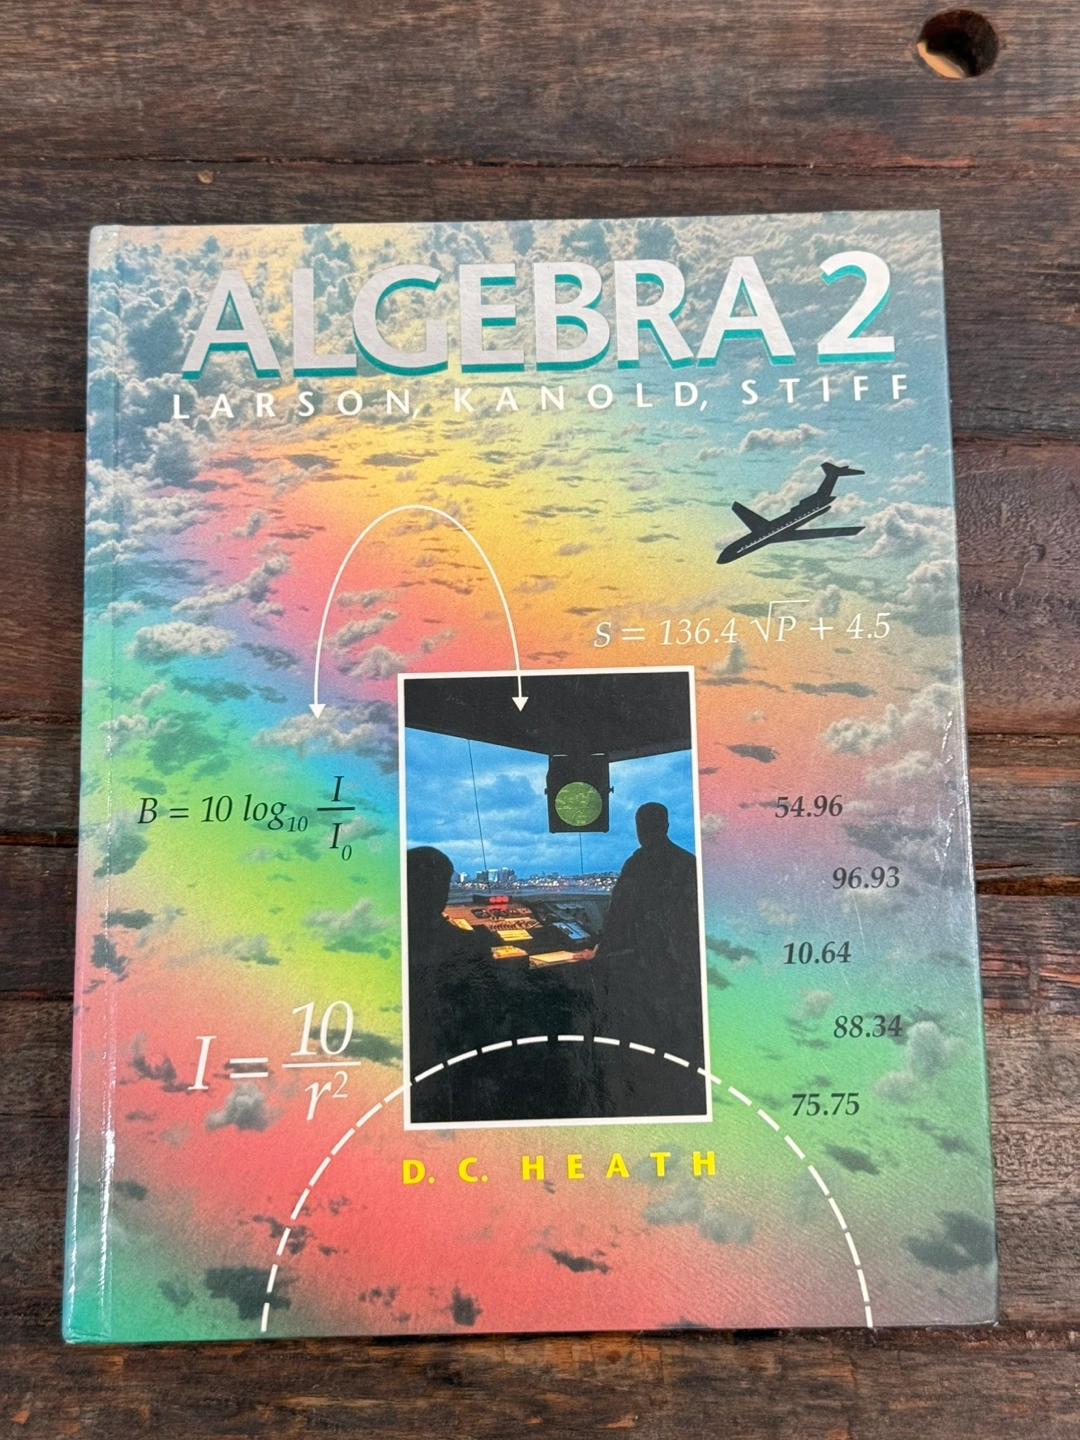 ALGEBRA 2
LARSON, KANOLD, STIFF
S = 136.4 √P + 4.5
B = 10 log₁₀ I/I₀
54.96
96.93
10.64
88.34
I = 10/r²
75.75
D. C. HEATH